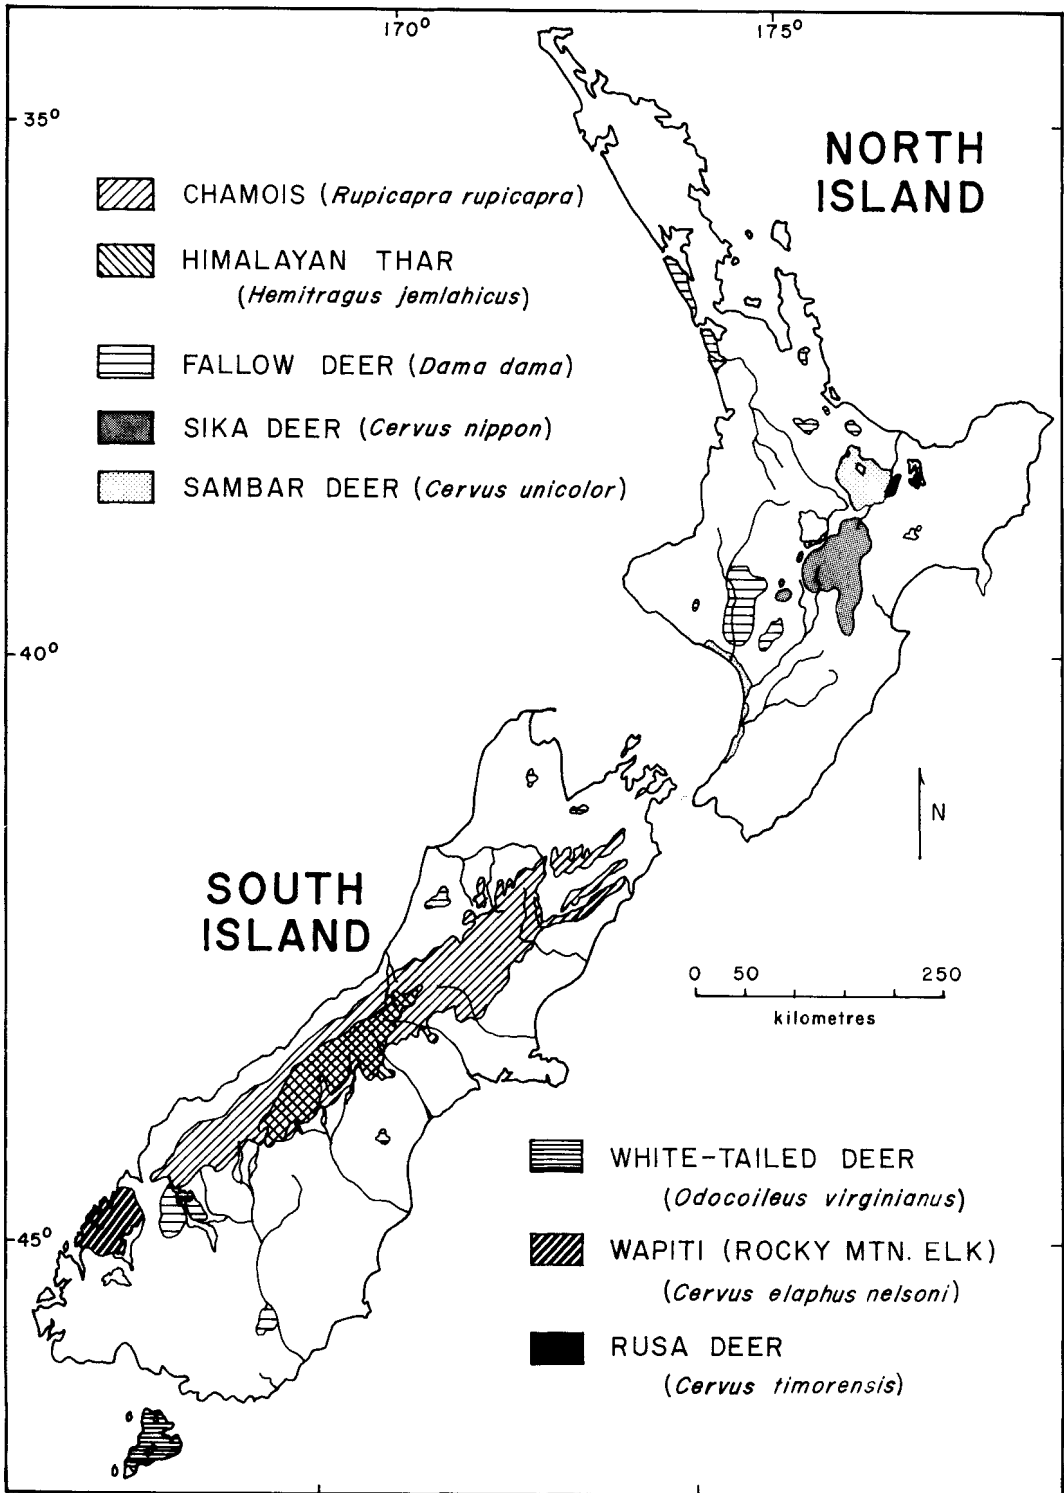 170° 175°
35°
NORTH
ISLAND
CHAMOIS (Rupicapra rupicapra)
HIMALAYAN THAR
(Hemitragus jemlahicus)
FALLOW DEER (Dama dama)
SIKA DEER (Cervus nippon)
SAMBAR DEER (Cervus unicolor)
40°
N
SOUTH
ISLAND
0 50 250
kilometres
WHITE-TAILED DEER
(Odocoileus virginianus)
45°
WAPITI (ROCKY MTN. ELK)
(Cervus elaphus nelsoni)
RUSA DEER
(Cervus timorensis)